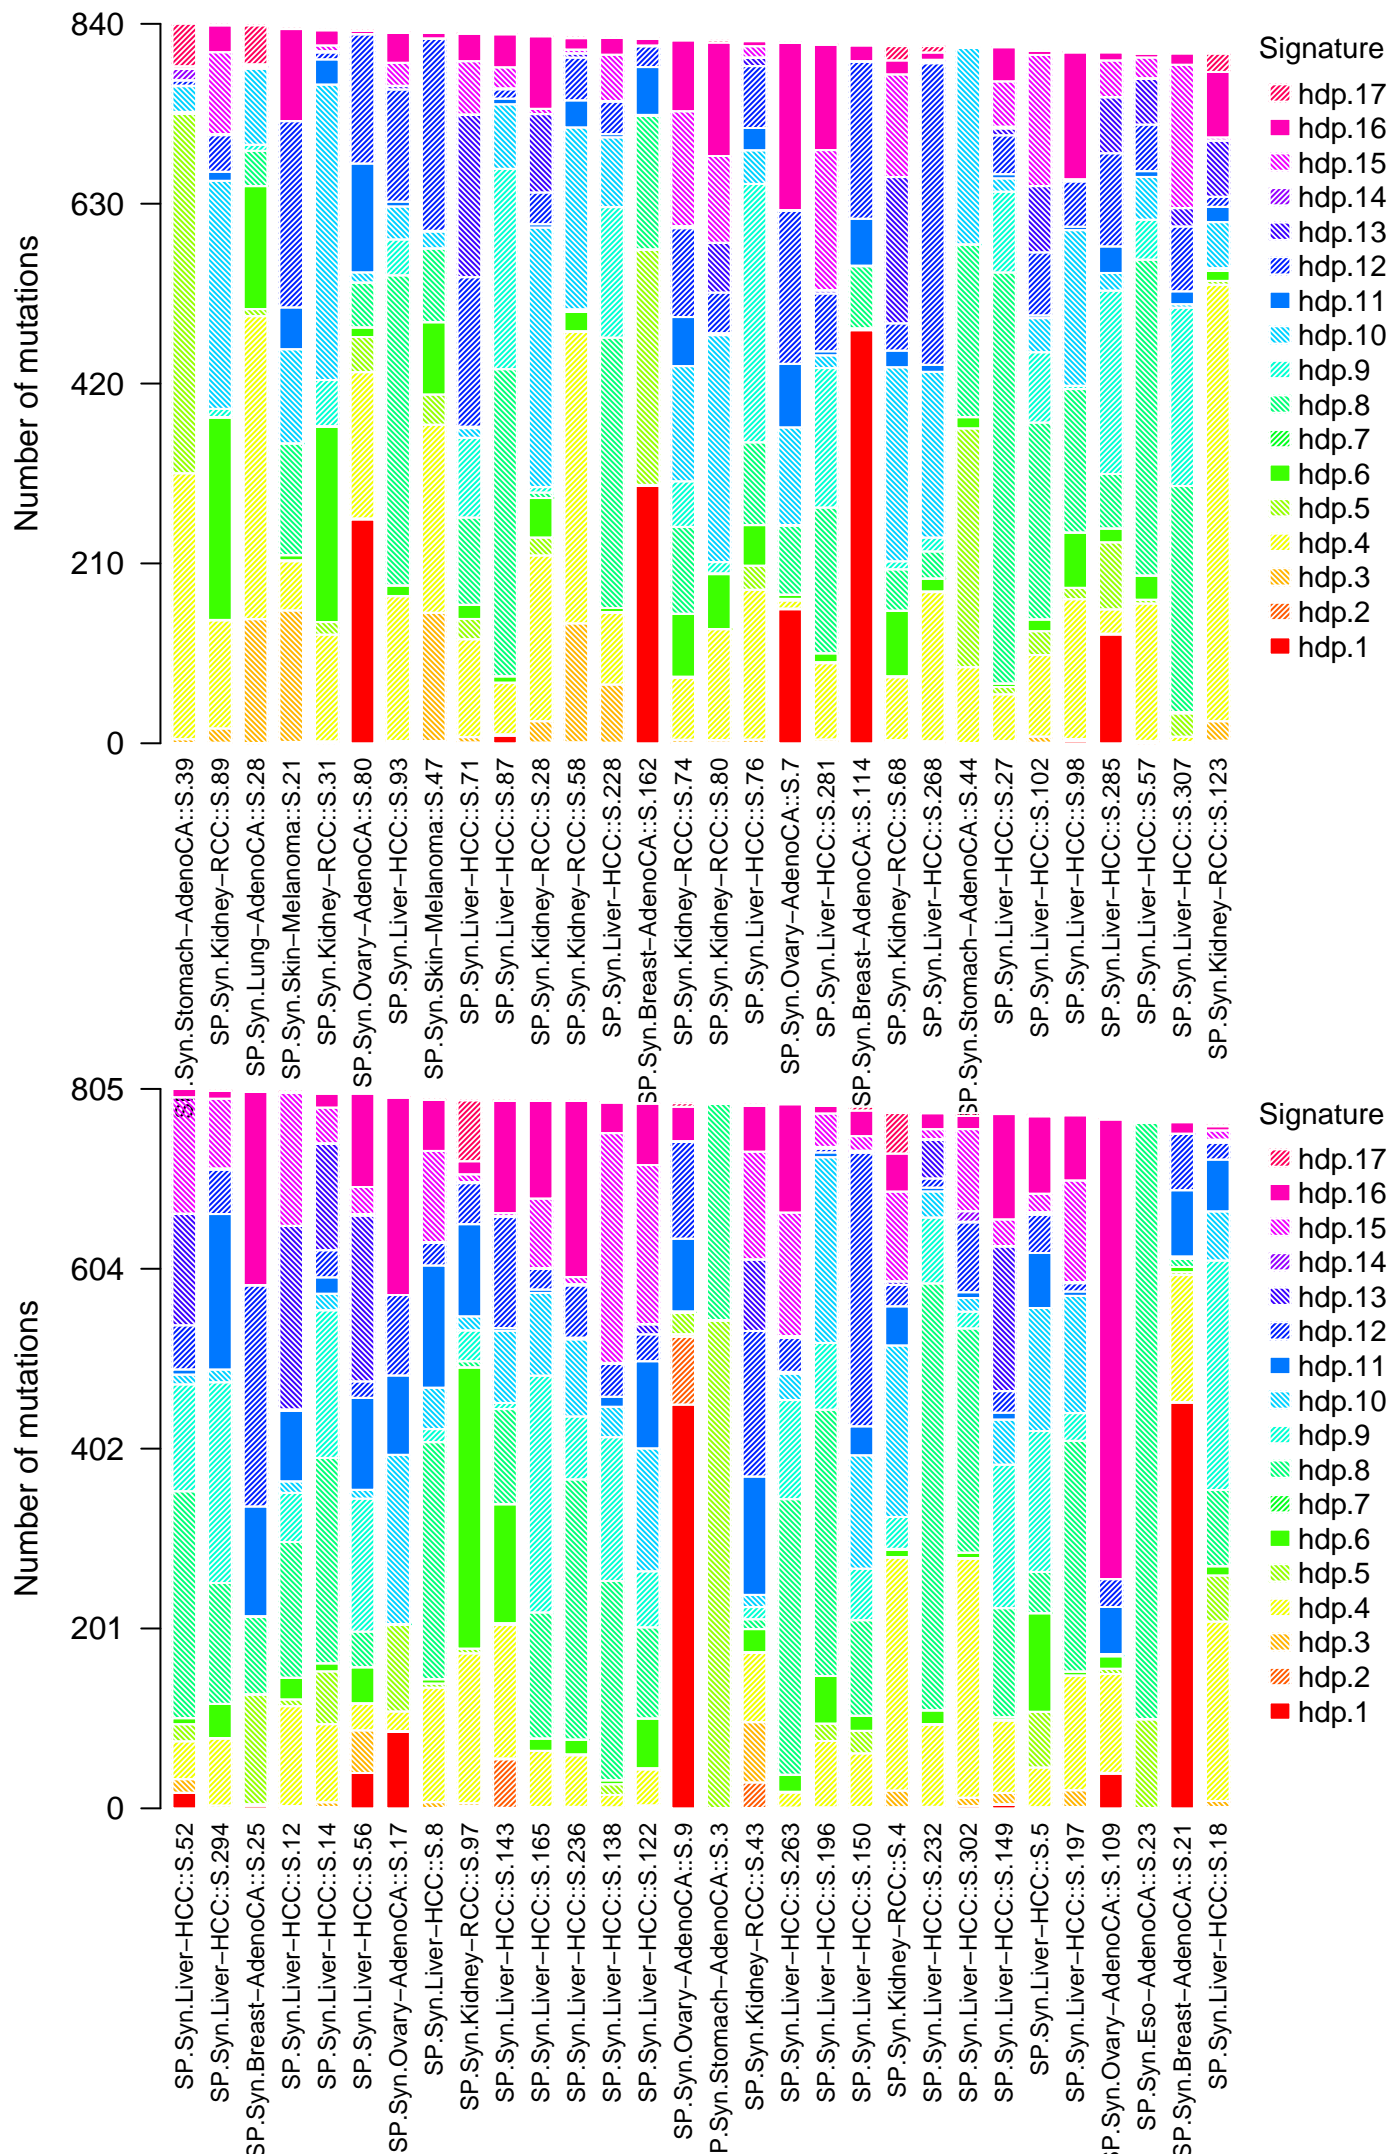 840
630
420
210
0
Number of mutations
Signature
hdp.17
hdp.16
hdp.15
hdp.14
hdp.13
hdp.12
hdp.11
hdp.10
hdp.9
hdp.8
hdp.7
hdp.6
hdp.5
hdp.4
hdp.3
hdp.2
hdp.1
SP.Syn.Stomach−AdenoCA::S.39
SP.Syn.Kidney−RCC::S.89
SP.Syn.Lung−AdenoCA::S.28
SP.Syn.Skin−Melanoma::S.21
SP.Syn.Kidney−RCC::S.31
SP.Syn.Ovary−AdenoCA::S.80
SP.Syn.Liver−HCC::S.93
SP.Syn.Skin−Melanoma::S.47
SP.Syn.Liver−HCC::S.71
SP.Syn.Liver−HCC::S.87
SP.Syn.Kidney−RCC::S.28
SP.Syn.Kidney−RCC::S.58
SP.Syn.Liver−HCC::S.228
SP.Syn.Breast−AdenoCA::S.162
SP.Syn.Kidney−RCC::S.74
SP.Syn.Kidney−RCC::S.80
SP.Syn.Liver−HCC::S.76
SP.Syn.Ovary−AdenoCA::S.7
SP.Syn.Liver−HCC::S.281
SP.Syn.Breast−AdenoCA::S.114
SP.Syn.Kidney−RCC::S.68
SP.Syn.Liver−HCC::S.268
SP.Syn.Stomach−AdenoCA::S.44
SP.Syn.Liver−HCC::S.27
SP.Syn.Liver−HCC::S.102
SP.Syn.Liver−HCC::S.98
SP.Syn.Liver−HCC::S.285
SP.Syn.Eso−AdenoCA::S.57
SP.Syn.Liver−HCC::S.307
SP.Syn.Kidney−RCC::S.123
805
604
402
201
0
Number of mutations
Signature
hdp.17
hdp.16
hdp.15
hdp.14
hdp.13
hdp.12
hdp.11
hdp.10
hdp.9
hdp.8
hdp.7
hdp.6
hdp.5
hdp.4
hdp.3
hdp.2
hdp.1
SP.Syn.Liver−HCC::S.52
SP.Syn.Liver−HCC::S.294
SP.Syn.Breast−AdenoCA::S.25
SP.Syn.Liver−HCC::S.12
SP.Syn.Liver−HCC::S.14
SP.Syn.Liver−HCC::S.56
SP.Syn.Ovary−AdenoCA::S.17
SP.Syn.Liver−HCC::S.8
SP.Syn.Kidney−RCC::S.97
SP.Syn.Liver−HCC::S.143
SP.Syn.Liver−HCC::S.165
SP.Syn.Liver−HCC::S.236
SP.Syn.Liver−HCC::S.138
SP.Syn.Liver−HCC::S.122
SP.Syn.Ovary−AdenoCA::S.9
P.Syn.Stomach−AdenoCA::S.3
SP.Syn.Kidney−RCC::S.43
SP.Syn.Liver−HCC::S.263
SP.Syn.Liver−HCC::S.196
SP.Syn.Liver−HCC::S.150
SP.Syn.Kidney−RCC::S.4
SP.Syn.Liver−HCC::S.232
SP.Syn.Liver−HCC::S.302
SP.Syn.Liver−HCC::S.149
SP.Syn.Liver−HCC::S.5
SP.Syn.Liver−HCC::S.197
SP.Syn.Ovary−AdenoCA::S.109
SP.Syn.Eso−AdenoCA::S.23
SP.Syn.Breast−AdenoCA::S.21
SP.Syn.Liver−HCC::S.18